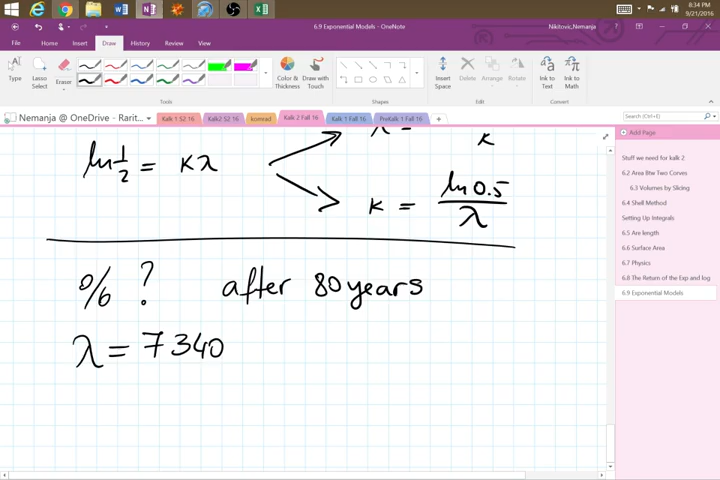 8:34 PM
9/21/2016
6.9 Exponential Models - OneNote
Nikitovic,Nemanja
File Home Insert Draw History Review View
Type
Lasso Select
Eraser
Color & Thickness
Draw with Touch
Insert Space
Delete
Arrange
Rotate
Ink to Text
Ink to Math
Tools
Shapes
Edit
Convert
Nemanja @ OneDrive - Rarit...
Kalk 1 S2 16
Kalk2 S2 16
komrad
Kalk 2 Fall 16
Kalk 1 Fall 16
PreKalk 1 Fall 16
Search (Ctrl+E)
Add Page
Stuff we need for kalk 2
6.2 Area Btw Two Corves
6.3 Volumes by Slicing
6.4 Shell Method
Setting Up Integrals
6.5 Are length
6.6 Surface Area
6.7 Physics
6.8 The Return of the Exp and log
6.9 Exponential Models
K
ln 1/2 = Kλ
K = ln 0.5 / λ
% ? after 80 years
λ = 7340